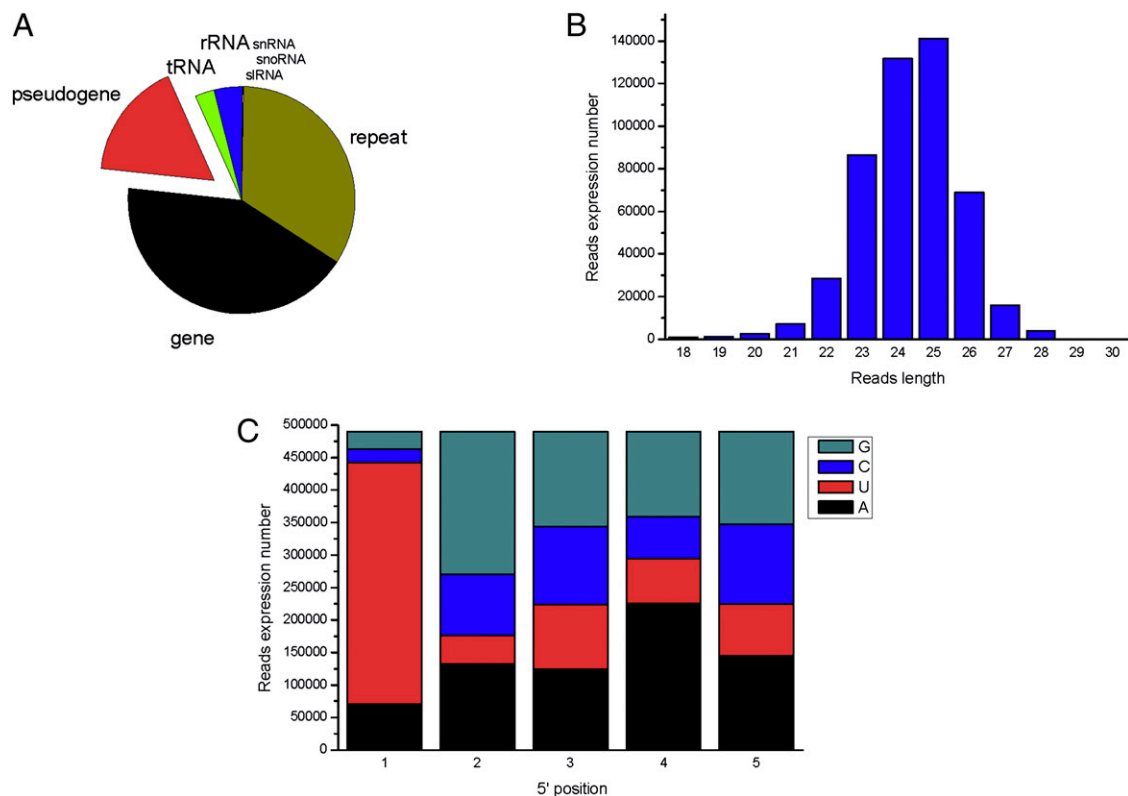 A
rRNA snRNA
snoRNA
tRNA
slRNA
pseudogene
repeat
gene
B
Reads expression number
140000
120000
100000
80000
60000
40000
20000
0
18 19 20 21 22 23 24 25 26 27 28 29 30
Reads length
C
Reads expression number
500000
450000
400000
350000
300000
250000
200000
150000
100000
50000
0
1 2 3 4 5
5' position
G
C
U
A